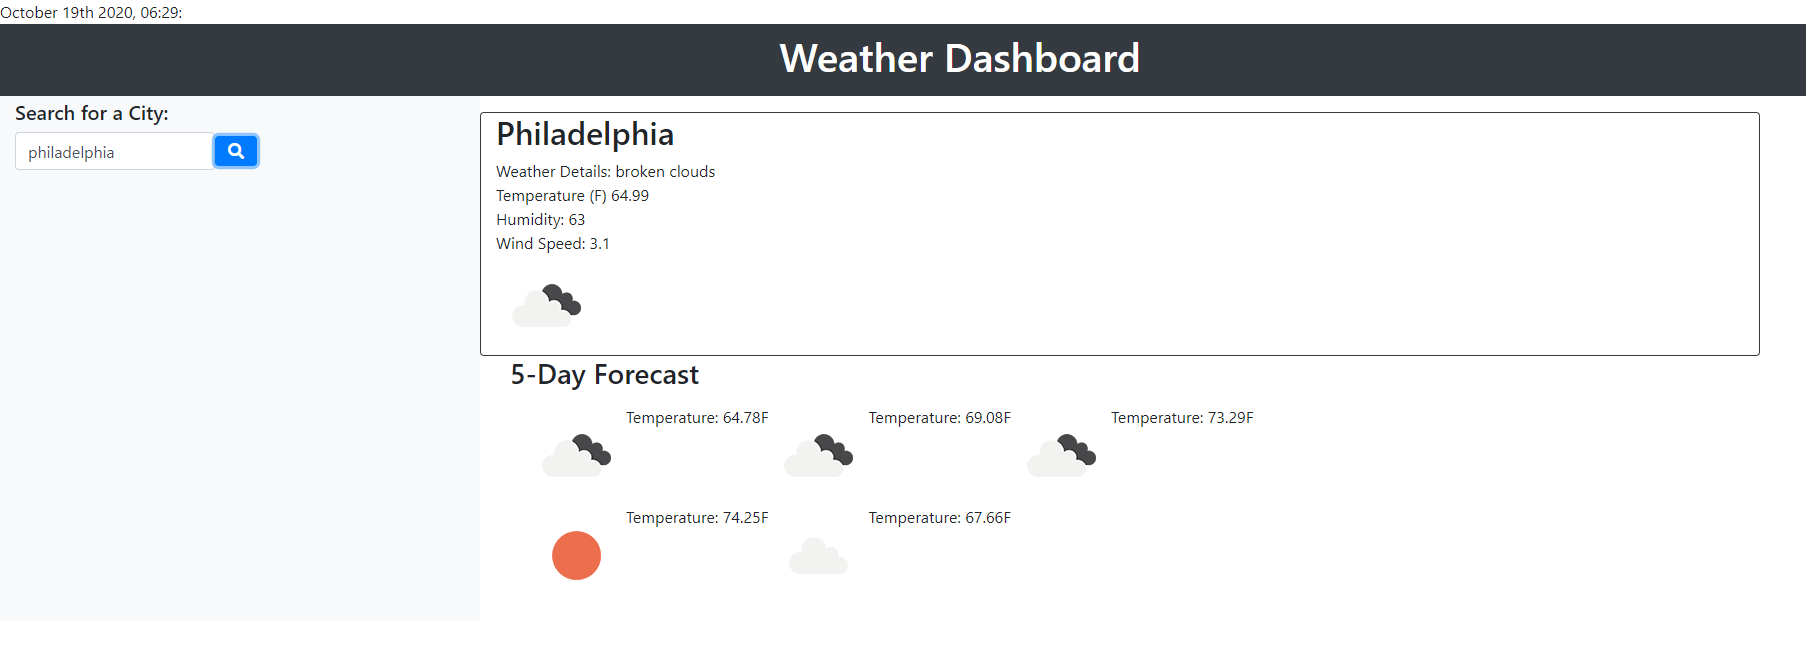 October 19th 2020, 06:29:
Weather Dashboard
Search for a City:
philadelphia
Philadelphia
Weather Details: broken clouds
Temperature (F) 64.99
Humidity: 63
Wind Speed: 3.1
5-Day Forecast
Temperature: 64.78F
Temperature: 69.08F
Temperature: 73.29F
Temperature: 74.25F
Temperature: 67.66F